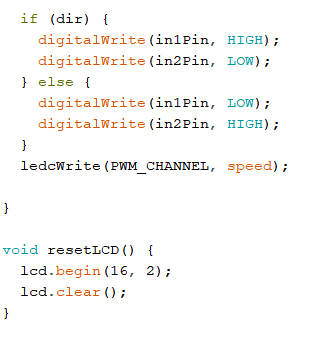 if (dir) {
digitalWrite(in1Pin, HIGH);
digitalWrite(in2Pin, LOW);
} else {
digitalWrite(in1Pin, LOW);
digitalWrite(in2Pin, HIGH);
}
ledcWrite(PWM_CHANNEL, speed);
}
void resetLCD() {
lcd.begin(16, 2);
lcd.clear();
}